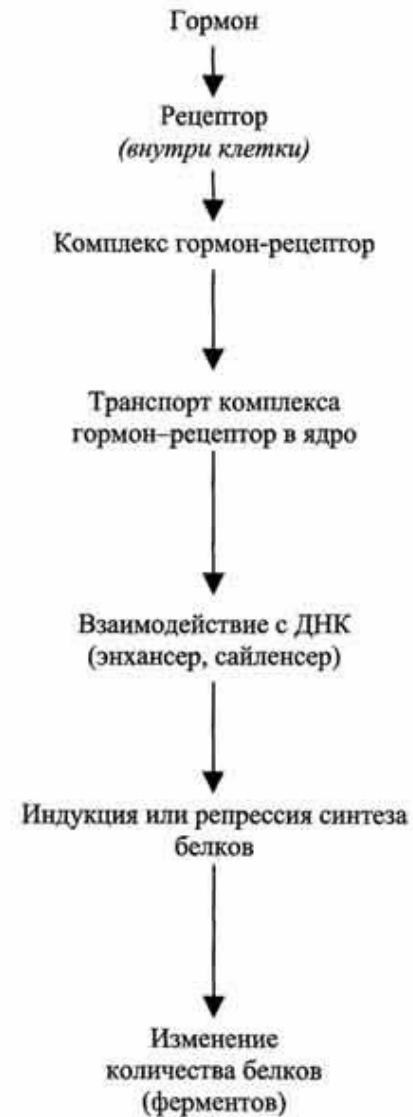 Гормон
Рецептор
(внутри клетки)
Комплекс гормон-рецептор
Транспорт комплекса
гормон–рецептор в ядро
Взаимодействие с ДНК
(энхансер, сайленсер)
Индукция или репрессия синтеза
белков
Изменение
количества белков
(ферментов)